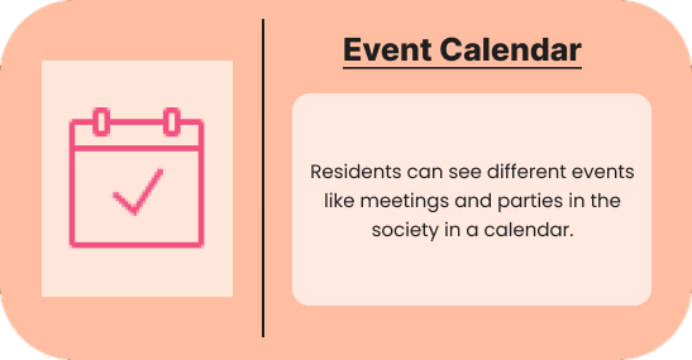 Event Calendar
Residents can see different events
like meetings and parties in the
society in a calendar.